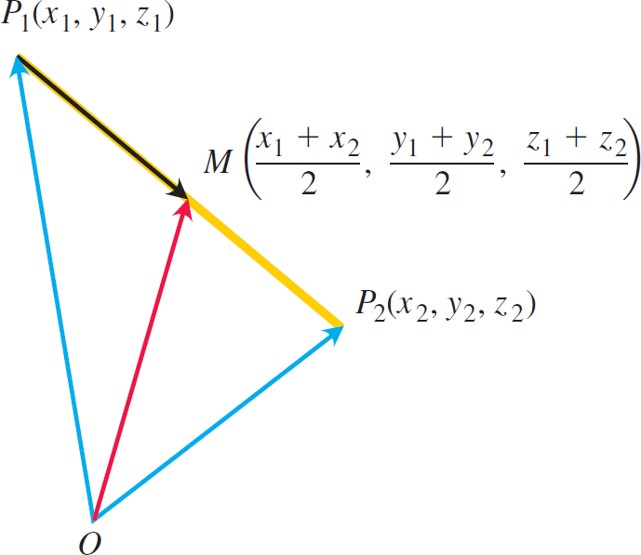 P₁(x₁, y₁, z₁)
M (x₁ + x₂/2, y₁ + y₂/2, z₁ + z₂/2)
P₂(x₂, y₂, z₂)
O